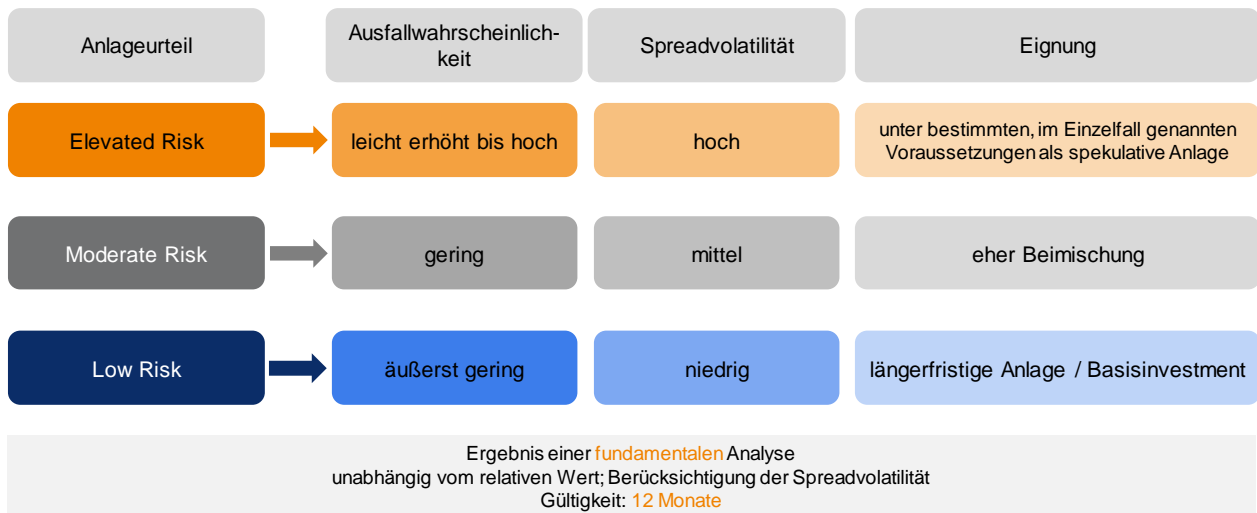 Anlageurteil
Ausfallwahrscheinlich-
keit
Spreadvolatilität
Eignung
Elevated Risk
leicht erhöht bis hoch
hoch
unter bestimmten, im Einzelfall genannten
Voraussetzungen als spekulative Anlage
Moderate Risk
gering
mittel
eher Beimischung
Low Risk
äußerst gering
niedrig
längerfristige Anlage / Basisinvestment
Ergebnis einer fundamentalen Analyse
unabhängig vom relativen Wert; Berücksichtigung der Spreadvolatilität
Gültigkeit: 12 Monate